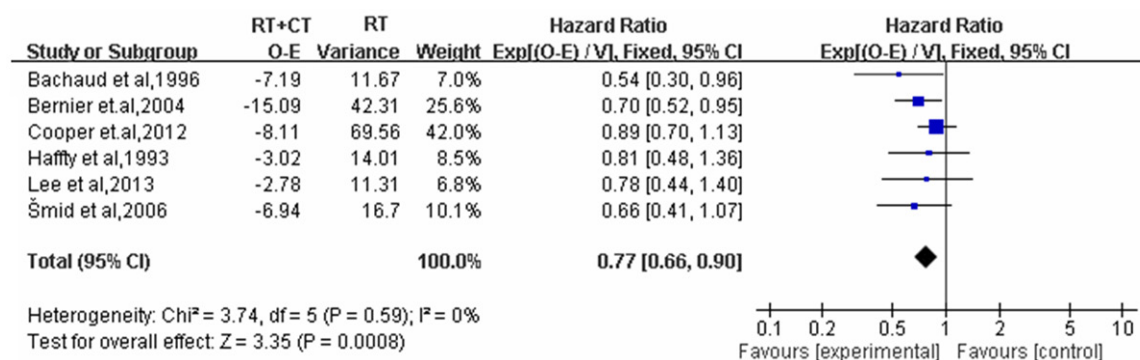 RT+CT RT Hazard Ratio Hazard Ratio
Study or Subgroup O-E Variance Weight Exp[(O-E) / V], Fixed, 95% CI Exp[(O-E) / V], Fixed, 95% CI
Bachaud et al,1996 -7.19 11.67 7.0% 0.54 [0.30, 0.96]
Bernier et.al,2004 -15.09 42.31 25.6% 0.70 [0.52, 0.95]
Cooper et.al,2012 -8.11 69.56 42.0% 0.89 [0.70, 1.13]
Haffty et al,1993 -3.02 14.01 8.5% 0.81 [0.48, 1.36]
Lee et al,2013 -2.78 11.31 6.8% 0.78 [0.44, 1.40]
Šmid et al,2006 -6.94 16.7 10.1% 0.66 [0.41, 1.07]
Total (95% CI) 100.0% 0.77 [0.66, 0.90]
Heterogeneity: Chi² = 3.74, df = 5 (P = 0.59); I² = 0%
Test for overall effect: Z = 3.35 (P = 0.0008)
0.1 0.2 0.5 1 2 5 10
Favours [experimental] Favours [control]